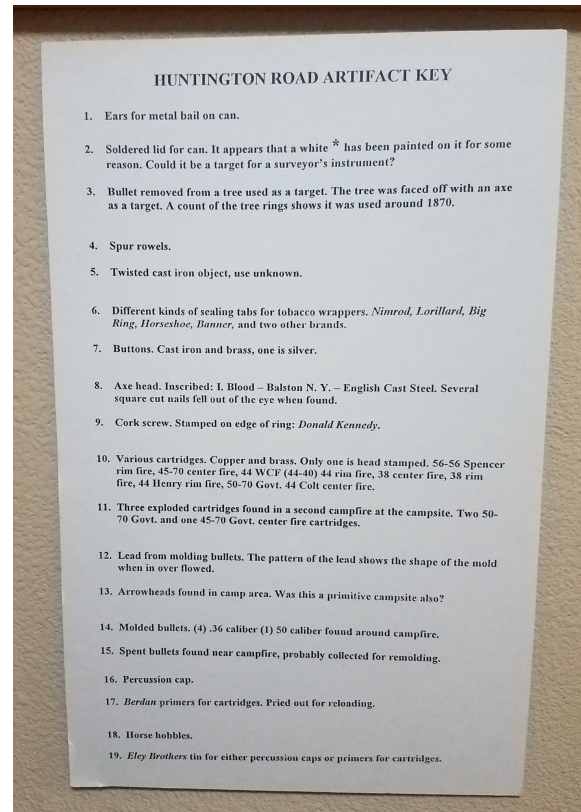 HUNTINGTON ROAD ARTIFACT KEY
1. Ears for metal bail on can.
2. Soldered lid for can. It appears that a white * has been painted on it for some
reason. Could it be a target for a surveyor's instrument?
3. Bullet removed from a tree used as a target. The tree was faced off with an axe
as a target. A count of the tree rings shows it was used around 1870.
4. Spur rowels.
5. Twisted cast iron object, use unknown.
6. Different kinds of sealing tabs for tobacco wrappers. Nimrod, Lorillard, Big
Ring, Horseshoe, Banner, and two other brands.
7. Buttons. Cast iron and brass, one is silver.
8. Axe head. Inscribed: I. Blood – Balston N. Y. – English Cast Steel. Several
square cut nails fell out of the eye when found.
9. Cork screw. Stamped on edge of ring: Donald Kennedy.
10. Various cartridges. Copper and brass. Only one is head stamped. 56-56 Spencer
rim fire, 45-70 center fire, 44 WCF (44-40) 44 rim fire, 38 center fire, 38 rim
fire, 44 Henry rim fire, 50-70 Govt. 44 Colt center fire.
11. Three exploded cartridges found in a second campfire at the campsite. Two 50-
70 Govt. and one 45-70 Govt. center fire cartridges.
12. Lead from molding bullets. The pattern of the lead shows the shape of the mold
when in over flowed.
13. Arrowheads found in camp area. Was this a primitive campsite also?
14. Molded bullets. (4) .36 caliber (1) 50 caliber found around campfire.
15. Spent bullets found near campfire, probably collected for remolding.
16. Percussion cap.
17. Berdan primers for cartridges. Pried out for reloading.
18. Horse hobbles.
19. Eley Brothers tin for either percussion caps or primers for cartridges.